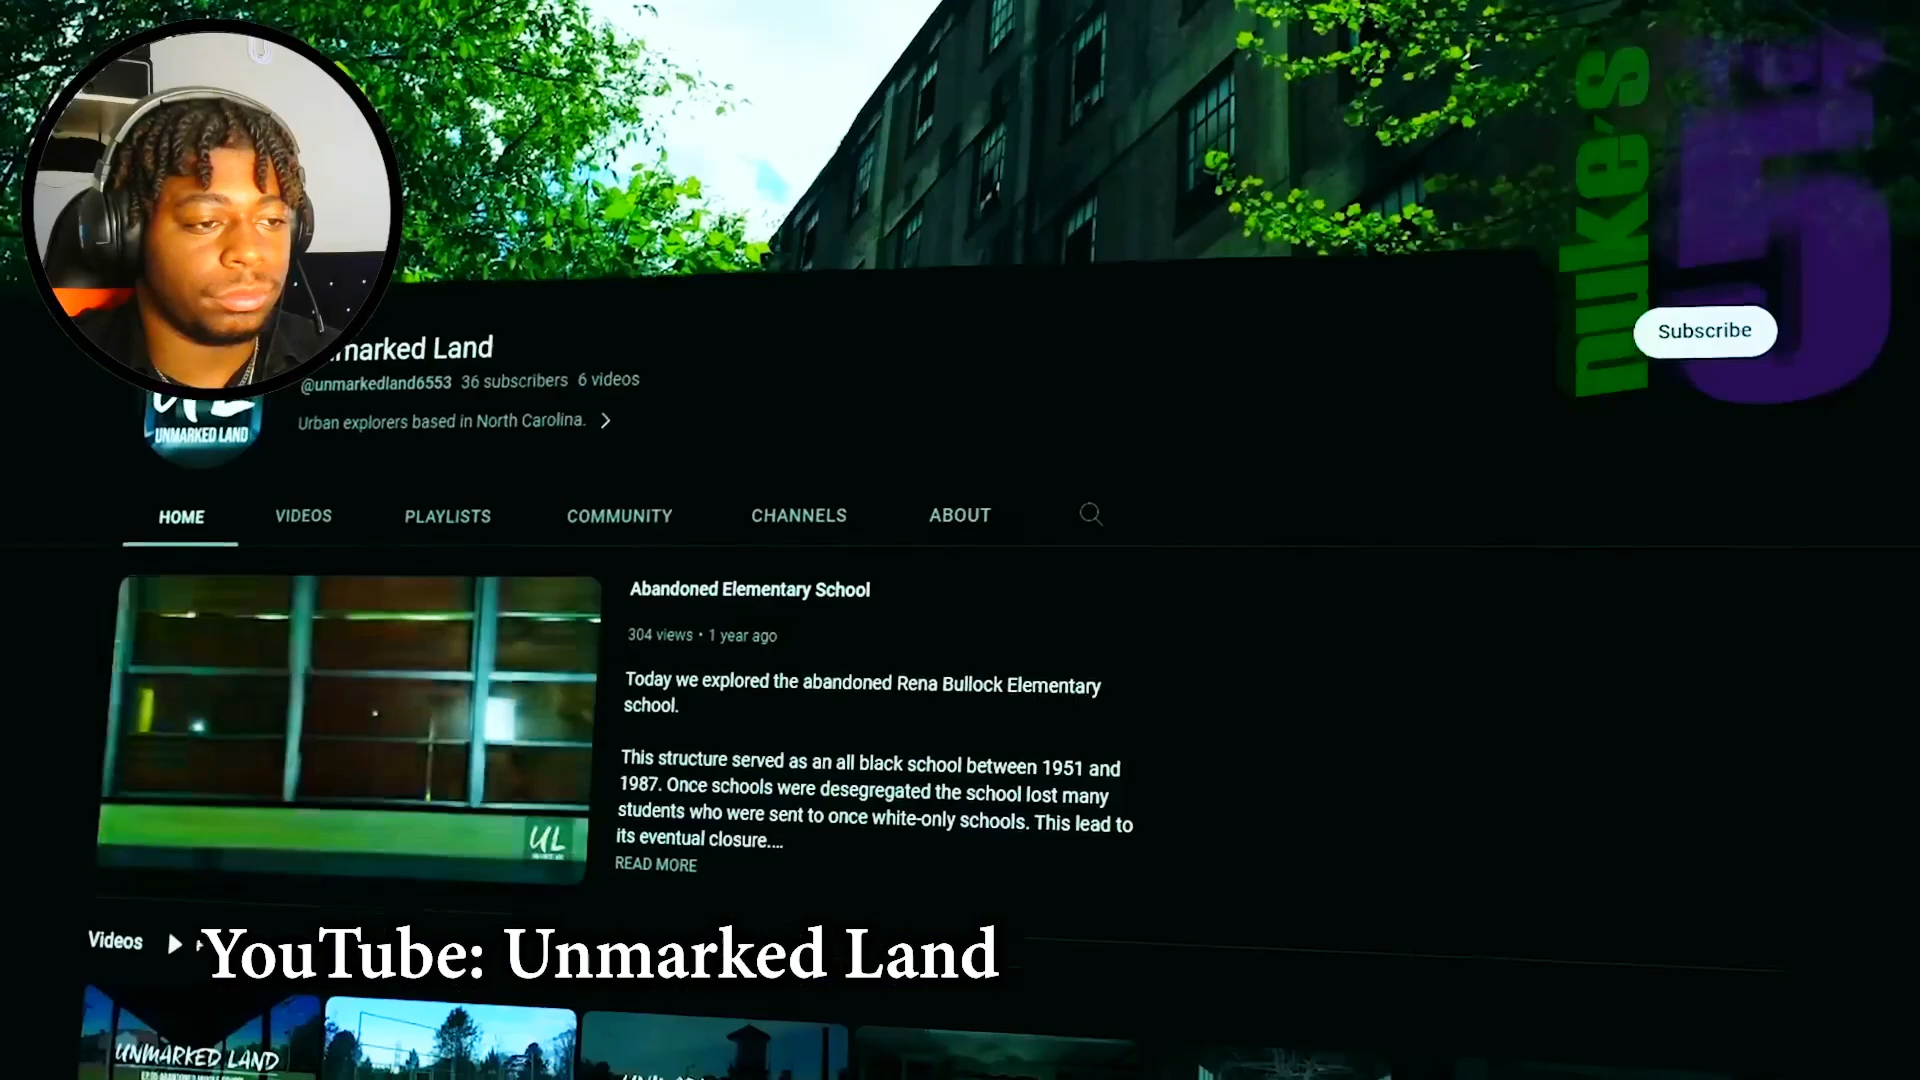 nuke's
5
marked Land
@unmarkedland6553 36 subscribers 6 videos
Urban explorers based in North Carolina.
Subscribe
UNMARKED LAND
HOME VIDEOS PLAYLISTS COMMUNITY CHANNELS ABOUT
Abandoned Elementary School
304 views • 1 year ago
Today we explored the abandoned Rena Bullock Elementary
school.
This structure served as an all black school between 1951 and
1987. Once schools were desegregated the school lost many
students who were sent to once white-only schools. This lead to
its eventual closure....
READ MORE
UL
Videos
YouTube: Unmarked Land
UNMARKED LAND